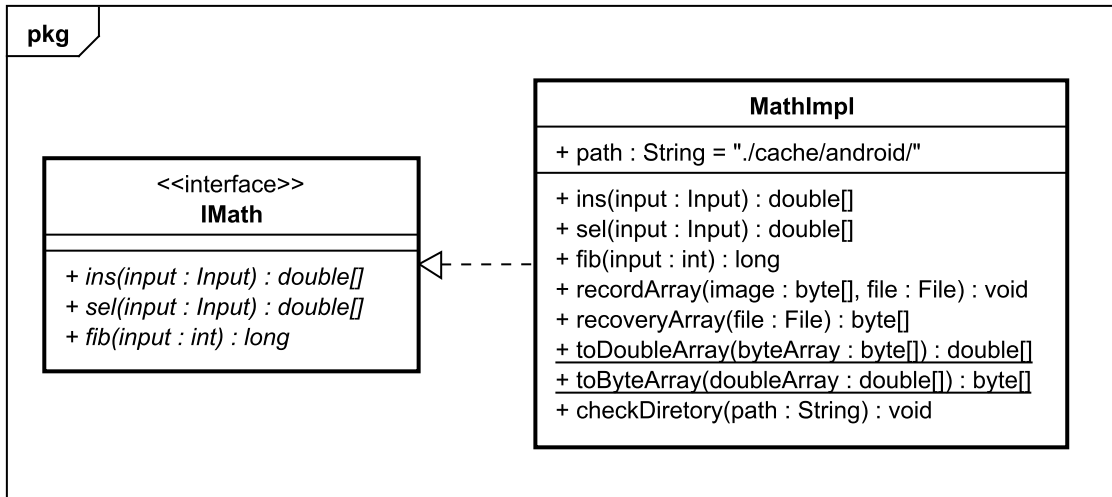 pkg
<<interface>>
IMath
+ ins(input : Input) : double[]
+ sel(input : Input) : double[]
+ fib(input : int) : long
MathImpl
+ path : String = "./cache/android/"
+ ins(input : Input) : double[]
+ sel(input : Input) : double[]
+ fib(input : int) : long
+ recordArray(image : byte[], file : File) : void
+ recoveryArray(file : File) : byte[]
+ toDoubleArray(byteArray : byte[]) : double[]
+ toByteArray(doubleArray : double[]) : byte[]
+ checkDiretory(path : String) : void